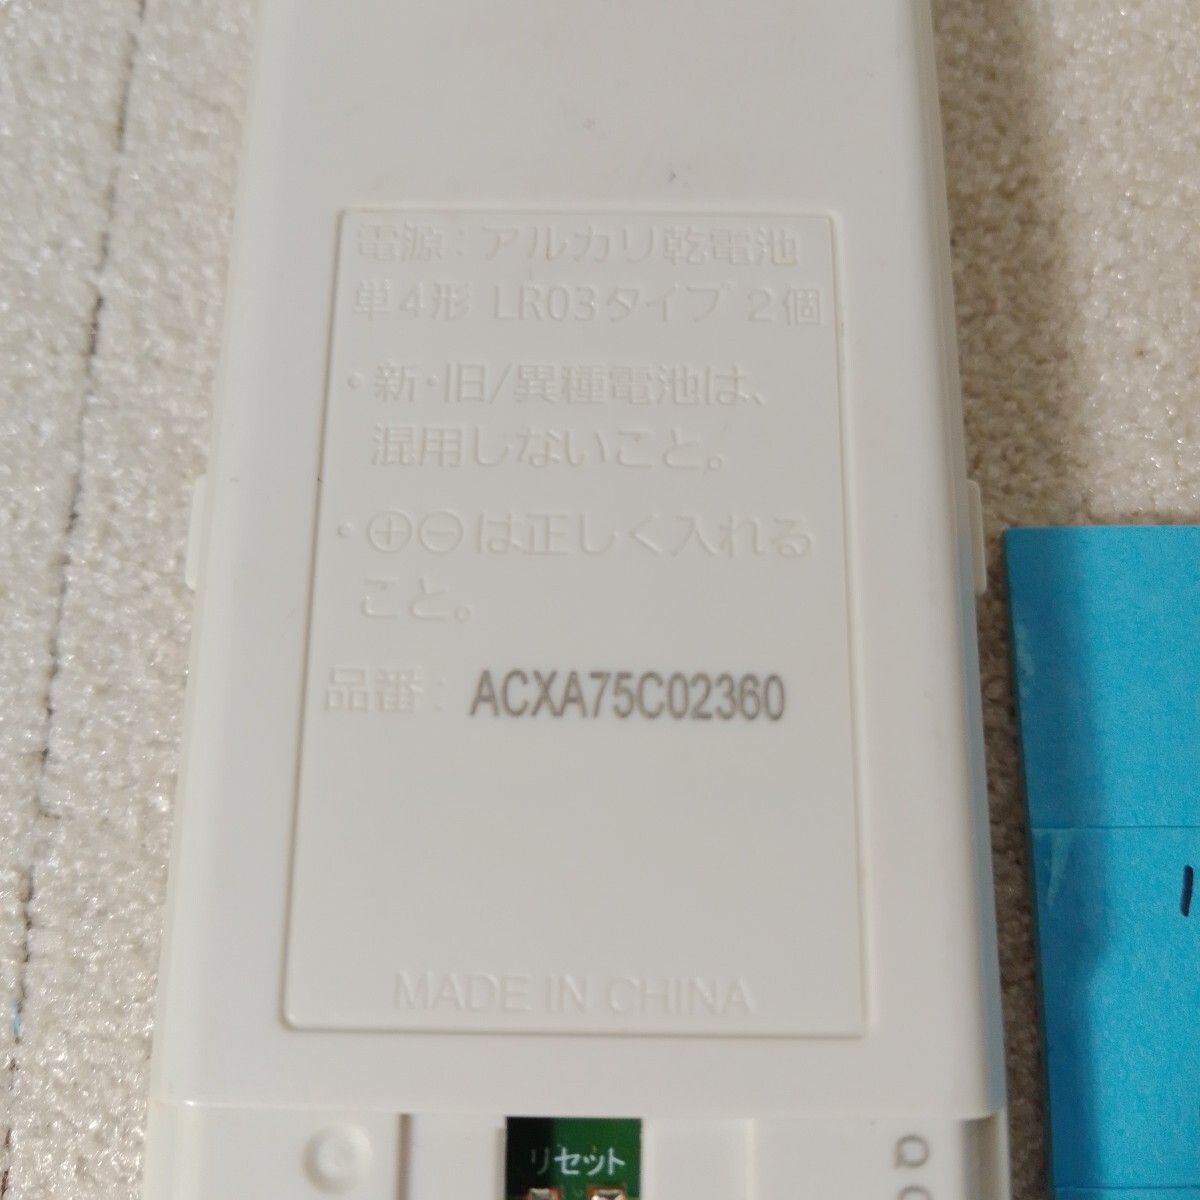 電源：アルカリ乾電池
単4形 LR03タイプ 2個
・新・旧/異種電池は、
混用しないこと。
・⊕⊖は正しく入れる
こと。
品番：ACXA75C02360
MADE IN CHINA
リセット